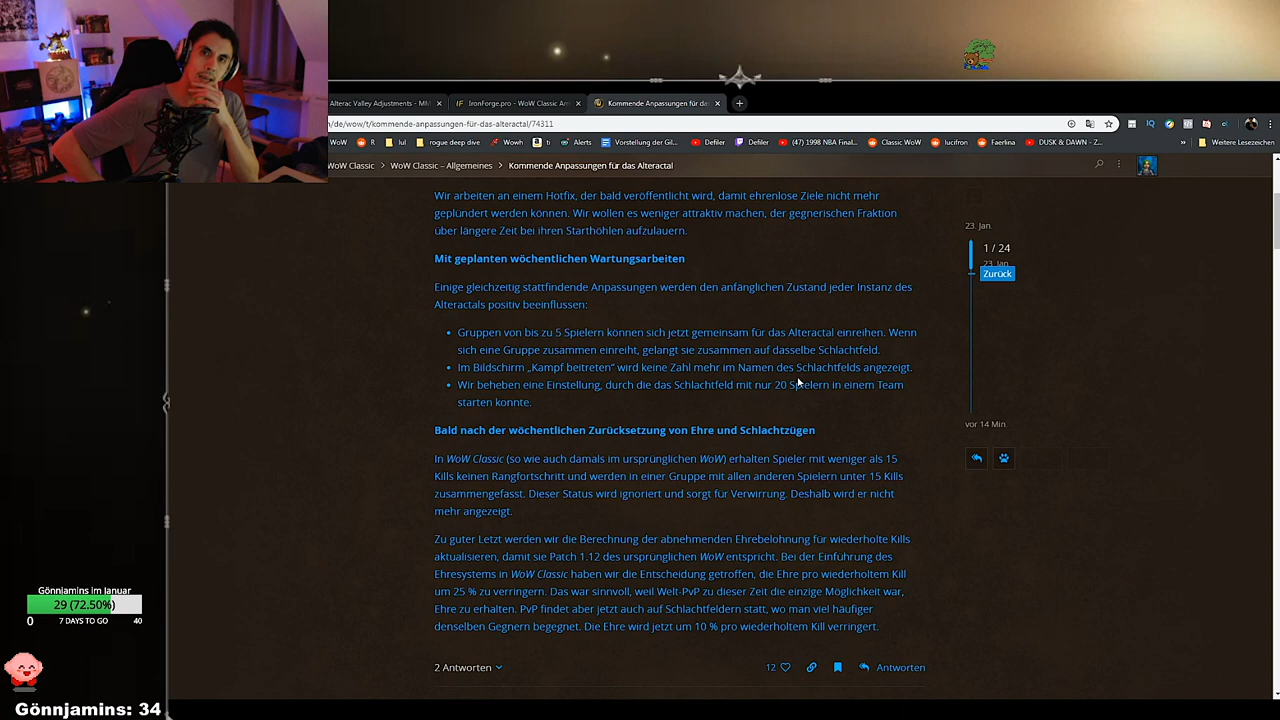 Alterac Valley Adjustments - MM
IronForge.pro - WoW Classic Ar
Kommende Anpassungen für das
n/de/wow/t/kommende-anpassungen-für-das-alteractal/74311
WoW
R
lul
rogue deep dive
Wowh
ti
Alerts
Vorstellung der Gil...
Defiler
Defiler
(47) 1998 NBA Final...
Classic WoW
lucifron
Faerlina
DUSK & DAWN - Z...
Weitere Lesezeichen
WoW Classic > WoW Classic – Allgemeines > Kommende Anpassungen für das Alteractal
Wir arbeiten an einem Hotfix, der bald veröffentlicht wird, damit ehrenlose Ziele nicht mehr
geplündert werden können. Wir wollen es weniger attraktiv machen, der gegnerischen Fraktion
über längere Zeit bei ihren Starthöhlen aufzulauern.
Mit geplanten wöchentlichen Wartungsarbeiten
Einige gleichzeitig stattfindende Anpassungen werden den anfänglichen Zustand jeder Instanz des
Alteractals positiv beeinflussen:
• Gruppen von bis zu 5 Spielern können sich jetzt gemeinsam für das Alteractal einreihen. Wenn
sich eine Gruppe zusammen einreiht, gelangt sie zusammen auf dasselbe Schlachtfeld.
• Im Bildschirm „Kampf beitreten“ wird keine Zahl mehr im Namen des Schlachtfelds angezeigt.
• Wir beheben eine Einstellung, durch die das Schlachtfeld mit nur 20 Spielern in einem Team
starten konnte.
Bald nach der wöchentlichen Zurücksetzung von Ehre und Schlachtzügen
In WoW Classic (so wie auch damals im ursprünglichen WoW) erhalten Spieler mit weniger als 15
Kills keinen Rangfortschritt und werden in einer Gruppe mit allen anderen Spielern unter 15 Kills
zusammengefasst. Dieser Status wird ignoriert und sorgt für Verwirrung. Deshalb wird er nicht
mehr angezeigt.
Zu guter Letzt werden wir die Berechnung der abnehmenden Ehrebelohnung für wiederholte Kills
aktualisieren, damit sie Patch 1.12 des ursprünglichen WoW entspricht. Bei der Einführung des
Ehresystems in WoW Classic haben wir die Entscheidung getroffen, die Ehre pro wiederholtem Kill
um 25 % zu verringern. Das war sinnvoll, weil Welt-PvP zu dieser Zeit die einzige Möglichkeit war,
Ehre zu erhalten. PvP findet aber jetzt auch auf Schlachtfeldern statt, wo man viel häufiger
denselben Gegnern begegnet. Die Ehre wird jetzt um 10 % pro wiederholtem Kill verringert.
2 Antworten
12
Antworten
23. Jan.
1 / 24
23. Jan.
Zurück
vor 14 Min.
Gönnjamins im Januar
29 (72.50%)
0
7 DAYS TO GO
40
Gönnjamins: 34